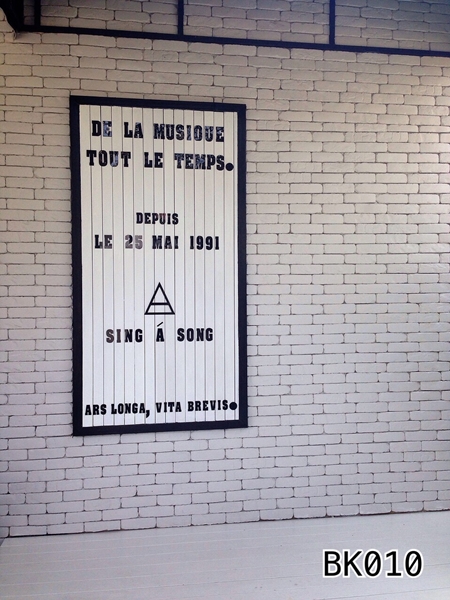 DE LA MUSIQUE
TOUT LE TEMPS.
DEPUIS
LE 25 MAI 1991
SING Á SONG
ARS LONGA, VITA BREVIS.
BK010